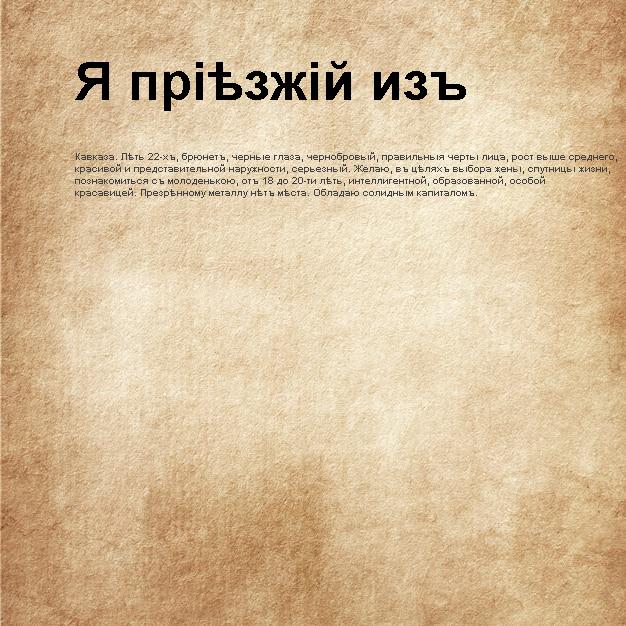 Я пріѣзжій изъ
Кавказа. Лѣть 22-хъ, брюнетъ, черные глаза, чернобровый, правильныя черты лица, рост выше среднего,
красивой и представительной наружности, серьезный. Желаю, въ цѣляхъ выбора жены, спутницы жизни,
познакомиться съ молоденькою, отъ 18 до 20-ти лѣть, интеллигентной, образованной, особой
красавицей. Презрѣнному металлу нѣтъ мѣста. Обладаю солидным капиталомъ.